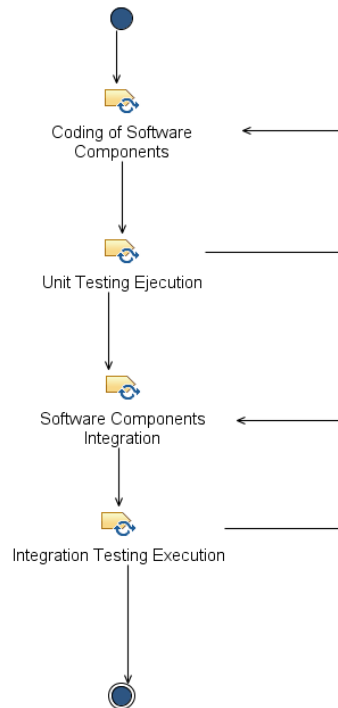 Coding of Software
Components
Unit Testing Ejecution
Software Components
Integration
Integration Testing Execution